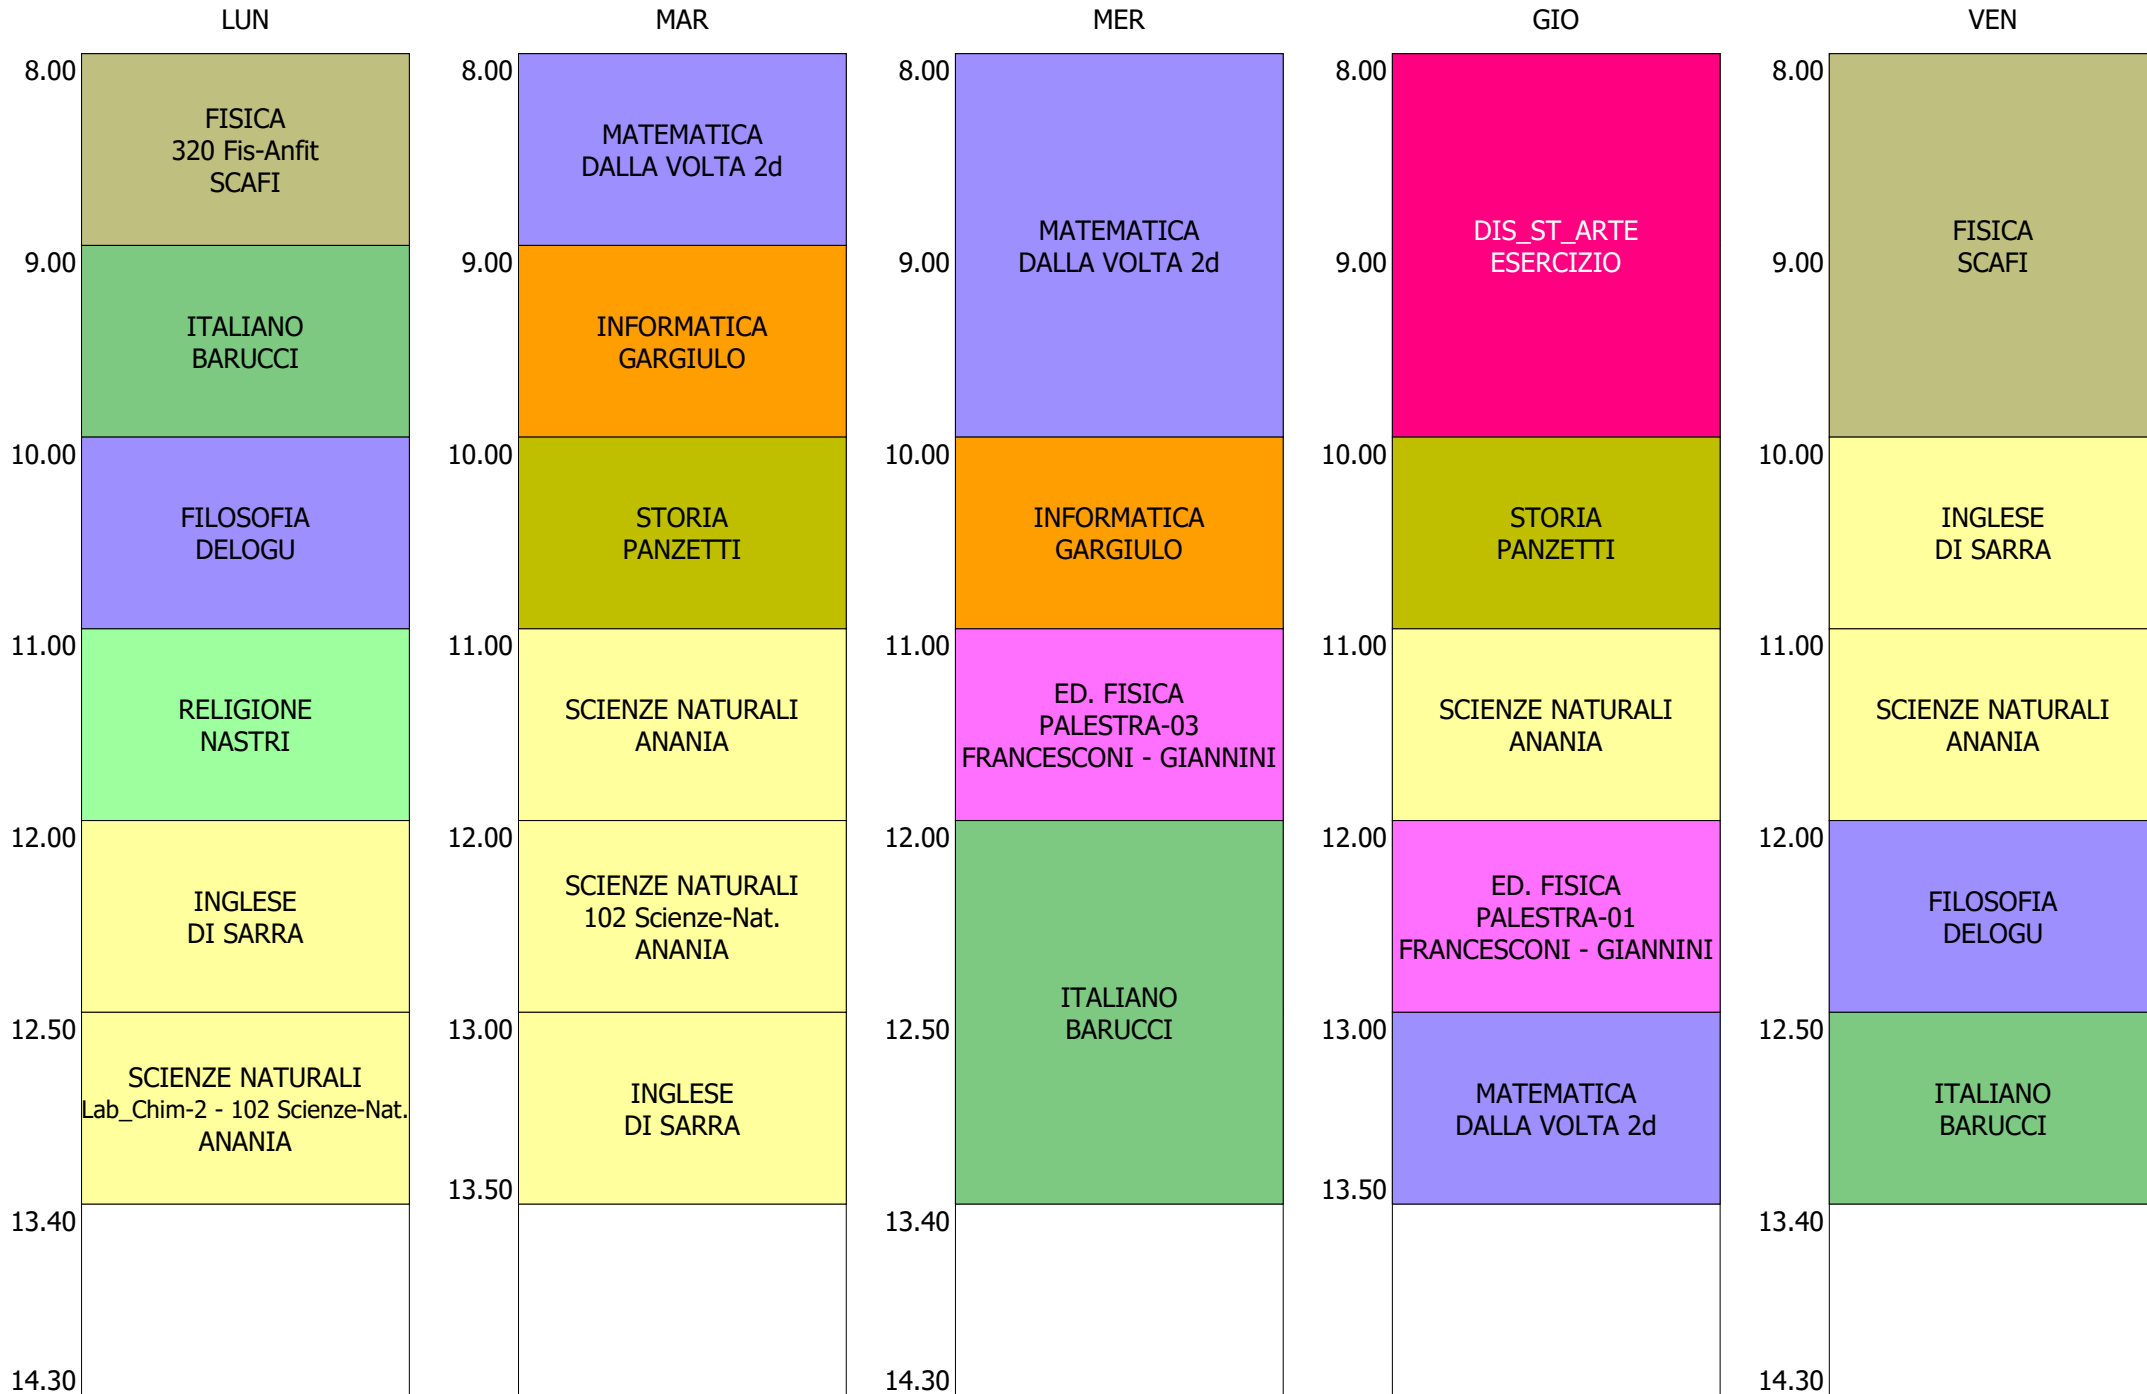 LUN
8.00
FISICA
320 Fis-Anfit
SCAFI
9.00
ITALIANO
BARUCCI
10.00
FILOSOFIA
DELOGU
11.00
RELIGIONE
NASTRI
12.00
INGLESE
DI SARRA
12.50
SCIENZE NATURALI
Lab_Chim-2 - 102 Scienze-Nat.
ANANIA
13.40
14.30
MAR
8.00
MATEMATICA
DALLA VOLTA 2d
9.00
INFORMATICA
GARGIULO
10.00
STORIA
PANZETTI
11.00
SCIENZE NATURALI
ANANIA
12.00
SCIENZE NATURALI
102 Scienze-Nat.
ANANIA
13.00
INGLESE
DI SARRA
13.50
MER
8.00
MATEMATICA
DALLA VOLTA 2d
9.00
10.00
INFORMATICA
GARGIULO
11.00
ED. FISICA
PALESTRA-03
FRANCESCONI - GIANNINI
12.00
ITALIANO
BARUCCI
12.50
13.40
14.30
GIO
8.00
DIS_ST_ARTE
ESERCIZIO
9.00
10.00
STORIA
PANZETTI
11.00
SCIENZE NATURALI
ANANIA
12.00
ED. FISICA
PALESTRA-01
FRANCESCONI - GIANNINI
13.00
MATEMATICA
DALLA VOLTA 2d
13.50
VEN
8.00
FISICA
SCAFI
9.00
10.00
INGLESE
DI SARRA
11.00
SCIENZE NATURALI
ANANIA
12.00
FILOSOFIA
DELOGU
12.50
ITALIANO
BARUCCI
13.40
14.30